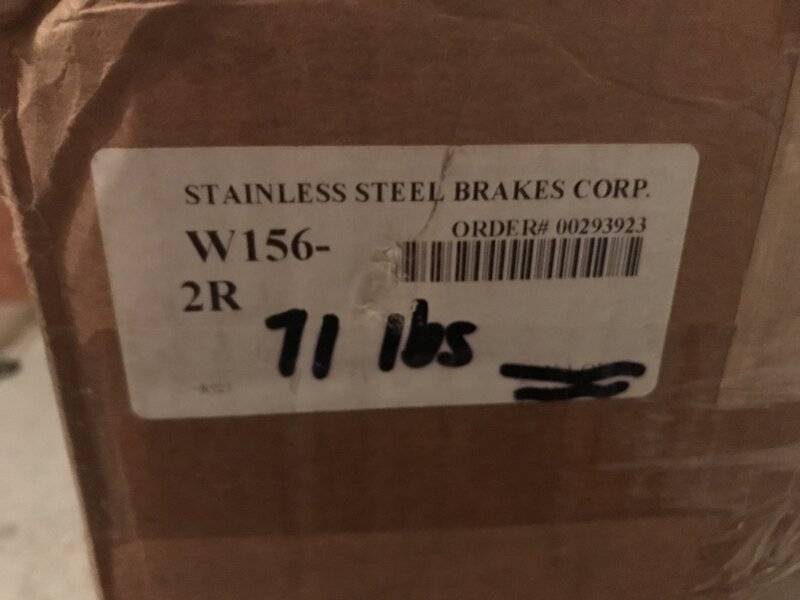 STAINLESS STEEL BRAKES CORP.
ORDER# 00293923
W156-
2R
71 lbs